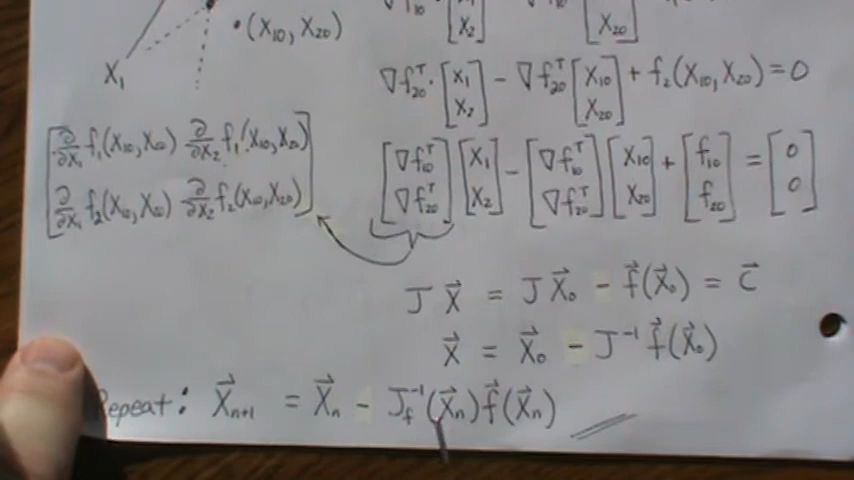 • (X₁₀, X₂₀)
X₁
∇f₂₀ᵀ · [x₁ x₂] − ∇f₂₀ᵀ [X₁₀ X₂₀] + f₂(X₁₀, X₂₀) = 0
[∂/∂x₁ f₁(X₁₀, X₂₀) ∂/∂x₂ f₁(X₁₀, X₂₀)
∂/∂x₁ f₂(X₁₀, X₂₀) ∂/∂x₂ f₂(X₁₀, X₂₀)]
[∇f₁₀ᵀ ∇f₂₀ᵀ] [x₁ x₂] − [∇f₁₀ᵀ ∇f₂₀ᵀ] [X₁₀ X₂₀] + [f₁₀ f₂₀] = [0 0]
J x⃗ = J x⃗₀ − f⃗(x⃗₀) = c⃗
x⃗ = x⃗₀ − J⁻¹ f⃗(x⃗₀)
Repeat: x⃗ₙ₊₁ = x⃗ₙ − J_f⁻¹(x⃗ₙ) f⃗(x⃗ₙ)